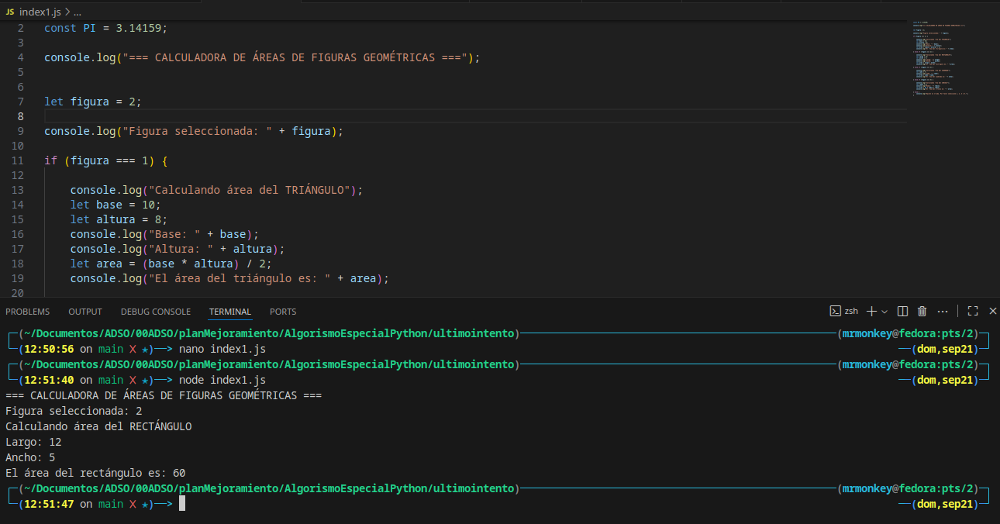 JS index1.js > ...
2 const PI = 3.14159;
3
4 console.log("=== CALCULADORA DE ÁREAS DE FIGURAS GEOMÉTRICAS ===");
5
6
7 let figura = 2;
8
9 console.log("Figura seleccionada: " + figura);
10
11 if (figura === 1) {
12
13 console.log("Calculando área del TRIÁNGULO");
14 let base = 10;
15 let altura = 8;
16 console.log("Base: " + base);
17 console.log("Altura: " + altura);
18 let area = (base * altura) / 2;
19 console.log("El área del triángulo es: " + area);
20
PROBLEMS OUTPUT DEBUG CONSOLE TERMINAL PORTS zsh
(~/Documentos/ADSO/00ADSO/planMejoramiento/AlgorismoEspecialPython/ultimointento) (mrmonkey@fedora:pts/2)
(12:50:56 on main X ★)—> nano index1.js (dom,sep21)
(~/Documentos/ADSO/00ADSO/planMejoramiento/AlgorismoEspecialPython/ultimointento) (mrmonkey@fedora:pts/2)
(12:51:40 on main X ★)—> node index1.js (dom,sep21)
=== CALCULADORA DE ÁREAS DE FIGURAS GEOMÉTRICAS ===
Figura seleccionada: 2
Calculando área del RECTÁNGULO
Largo: 12
Ancho: 5
El área del rectángulo es: 60
(~/Documentos/ADSO/00ADSO/planMejoramiento/AlgorismoEspecialPython/ultimointento) (mrmonkey@fedora:pts/2)
(12:51:47 on main X ★)—> (dom,sep21)